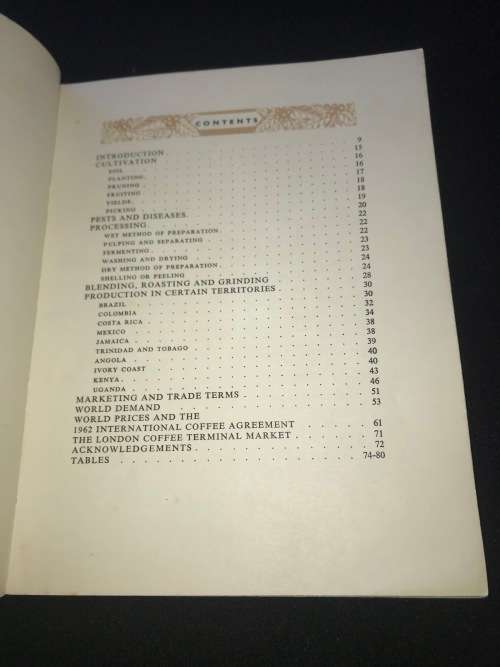 CONTENTS
INTRODUCTION 9
CULTIVATION 15
SOIL 16
PLANTING 16
PRUNING 17
FRUITING 18
YIELDS 18
PICKING 19
PESTS AND DISEASES 20
PROCESSING 22
WET METHOD OF PREPARATION 22
PULPING AND SEPARATING 22
FERMENTING 23
WASHING AND DRYING 23
DRY METHOD OF PREPARATION 24
SHELLING OR PEELING 24
BLENDING, ROASTING AND GRINDING 28
PRODUCTION IN CERTAIN TERRITORIES 30
BRAZIL 30
COLOMBIA 32
COSTA RICA 34
MEXICO 38
JAMAICA 38
TRINIDAD AND TOBAGO 39
ANGOLA 40
IVORY COAST 40
KENYA 43
UGANDA 46
MARKETING AND TRADE TERMS 51
WORLD DEMAND 53
WORLD PRICES AND THE
1962 INTERNATIONAL COFFEE AGREEMENT 61
THE LONDON COFFEE TERMINAL MARKET 71
ACKNOWLEDGEMENTS 72
TABLES 74-80